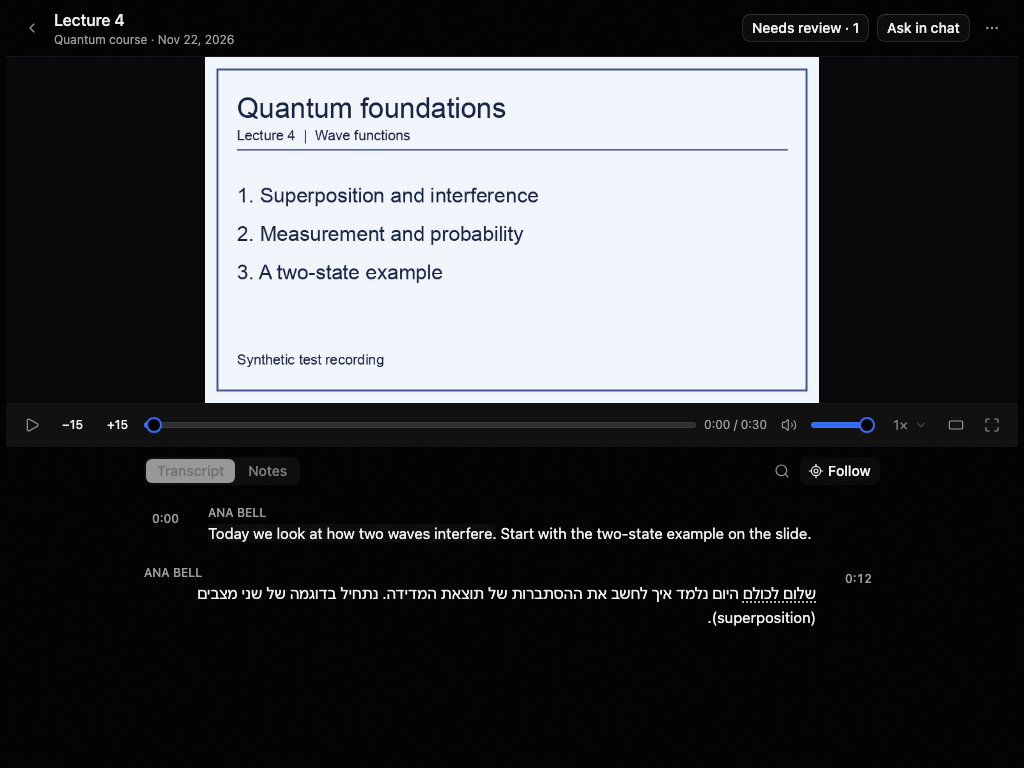 Lecture 4
Quantum course · Nov 22, 2026
Needs review · 1
Ask in chat
Quantum foundations
Lecture 4 | Wave functions
1. Superposition and interference
2. Measurement and probability
3. A two-state example
Synthetic test recording
−15
+15
0:00 / 0:30
1x
Transcript
Notes
Follow
0:00
ANA BELL
Today we look at how two waves interfere. Start with the two-state example on the slide.
ANA BELL
0:12
שלום לכולם היום נלמד איך לחשב את ההסתברות של תוצאת המדידה. נתחיל בדוגמה של שני מצבים
(superposition).